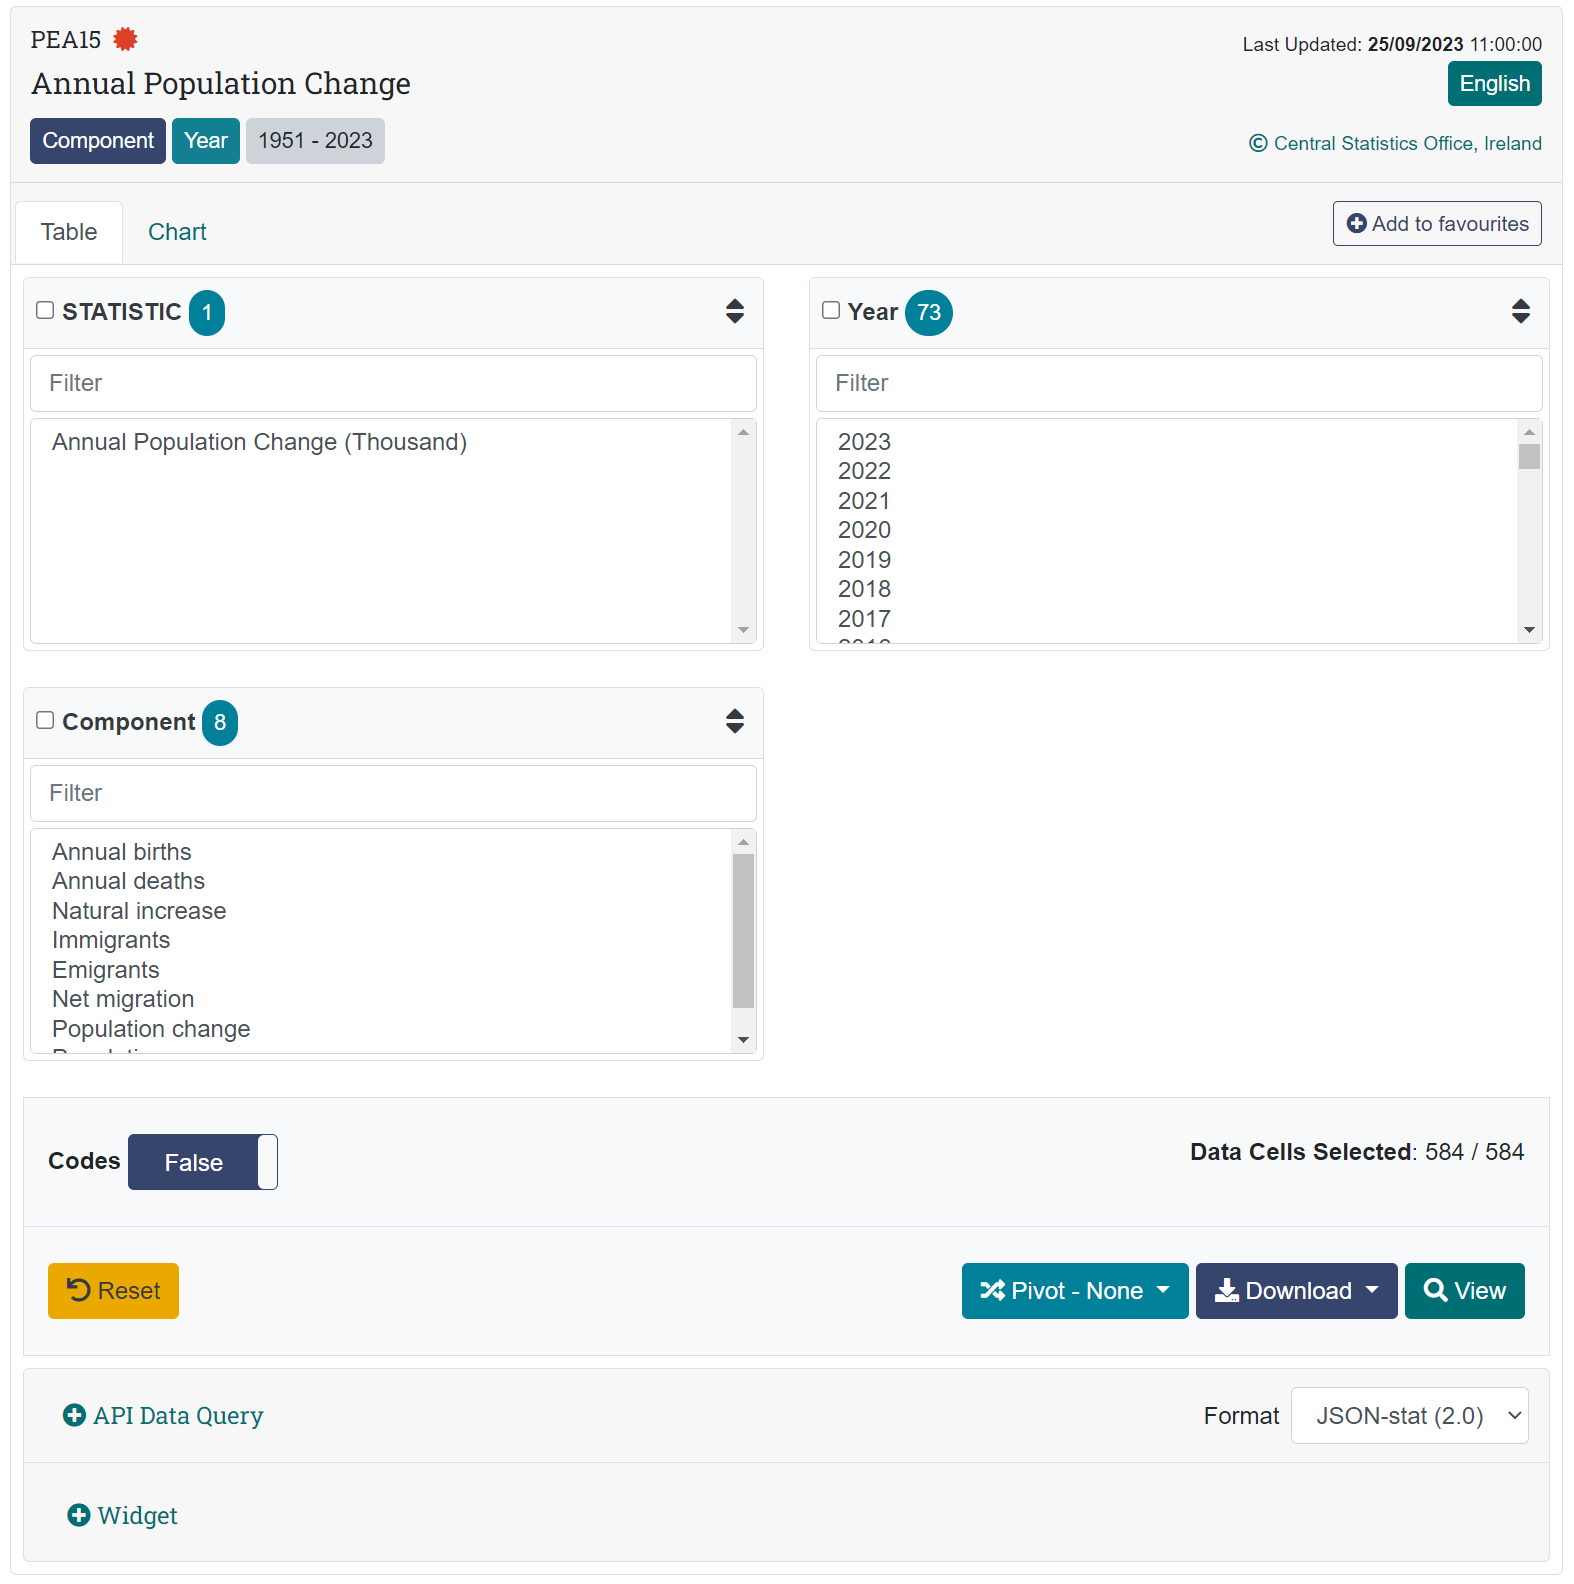 PEA15
Last Updated: 25/09/2023 11:00:00
Annual Population Change
English
Component Year 1951 - 2023
© Central Statistics Office, Ireland
Table Chart
Add to favourites
STATISTIC 1
Filter
Annual Population Change (Thousand)
Year 73
Filter
2023
2022
2021
2020
2019
2018
2017
Component 8
Filter
Annual births
Annual deaths
Natural increase
Immigrants
Emigrants
Net migration
Population change
Codes False
Data Cells Selected: 584 / 584
Reset
Pivot - None
Download
View
API Data Query
Format JSON-stat (2.0)
Widget